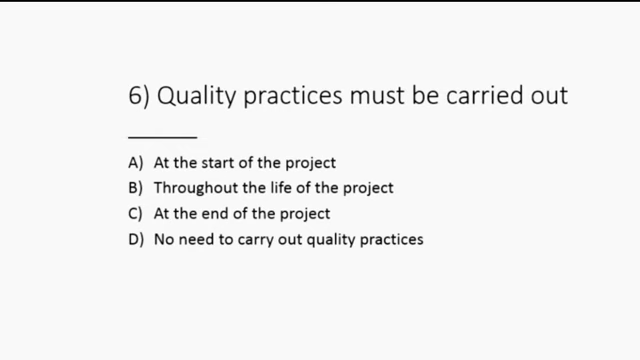 6) Quality practices must be carried out
________
A) At the start of the project
B) Throughout the life of the project
C) At the end of the project
D) No need to carry out quality practices